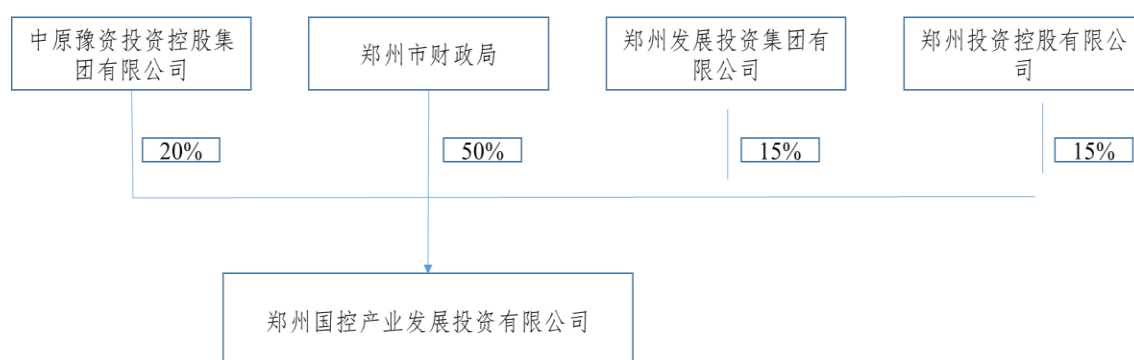 中原豫资投资控股集
团有限公司
郑州市财政局
郑州发展投资集团有
限公司
郑州投资控股有限公
司
20%
50%
15%
15%
郑州国控产业发展投资有限公司